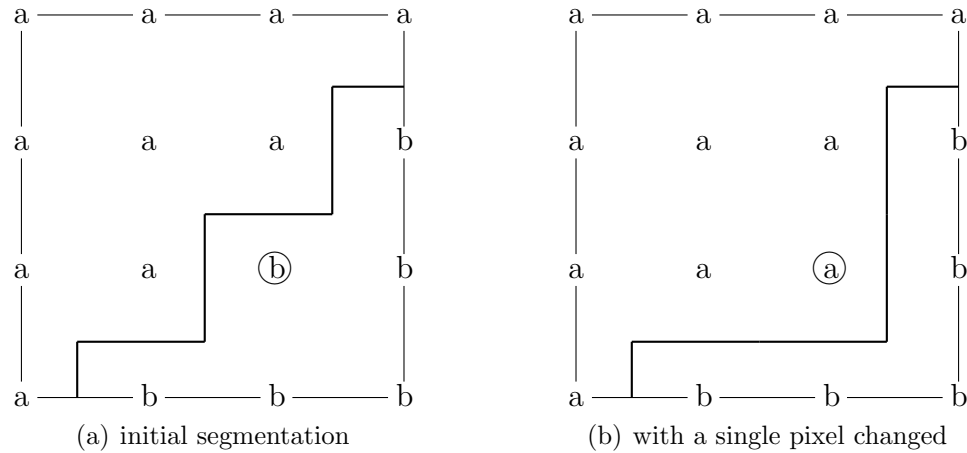 a a a a
a a a b
a a b b
a b b b
(a) initial segmentation
a a a a
a a a b
a a a b
a b b b
(b) with a single pixel changed